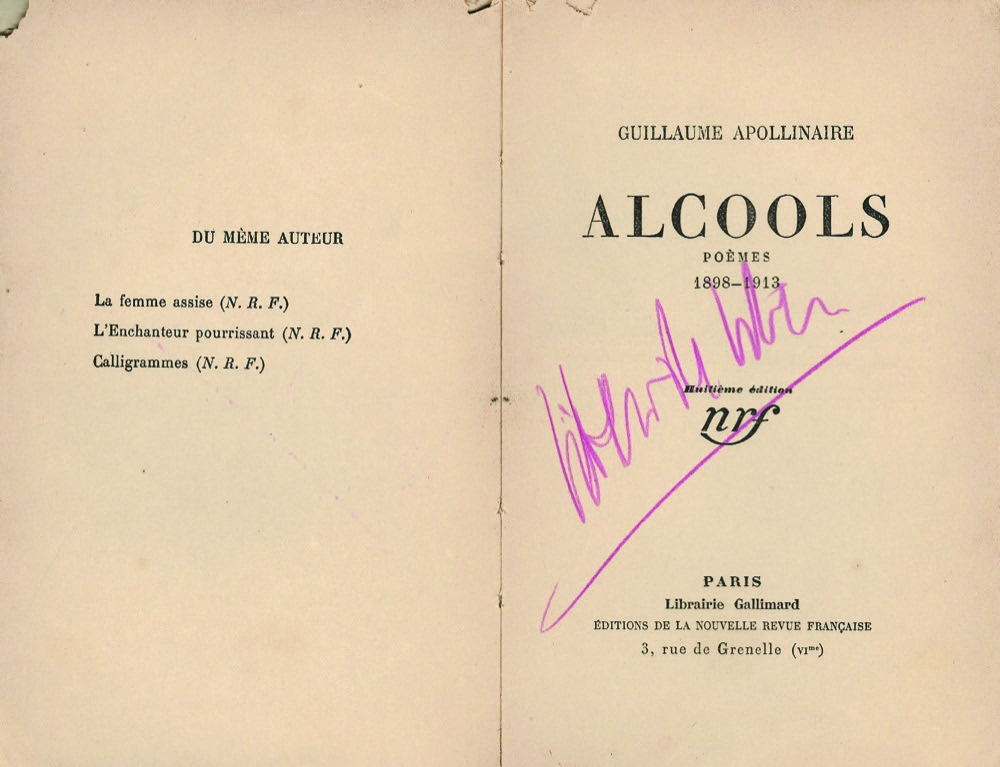 DU MÊME AUTEUR
La femme assise (N. R. F.)
L'Enchanteur pourrissant (N. R. F.)
Calligrammes (N. R. F.)
GUILLAUME APOLLINAIRE
ALCOOLS
POÈMES
1898–1913
Huitième édition
nrf
PARIS
Librairie Gallimard
ÉDITIONS DE LA NOUVELLE REVUE FRANÇAISE
3, rue de Grenelle (VIme)